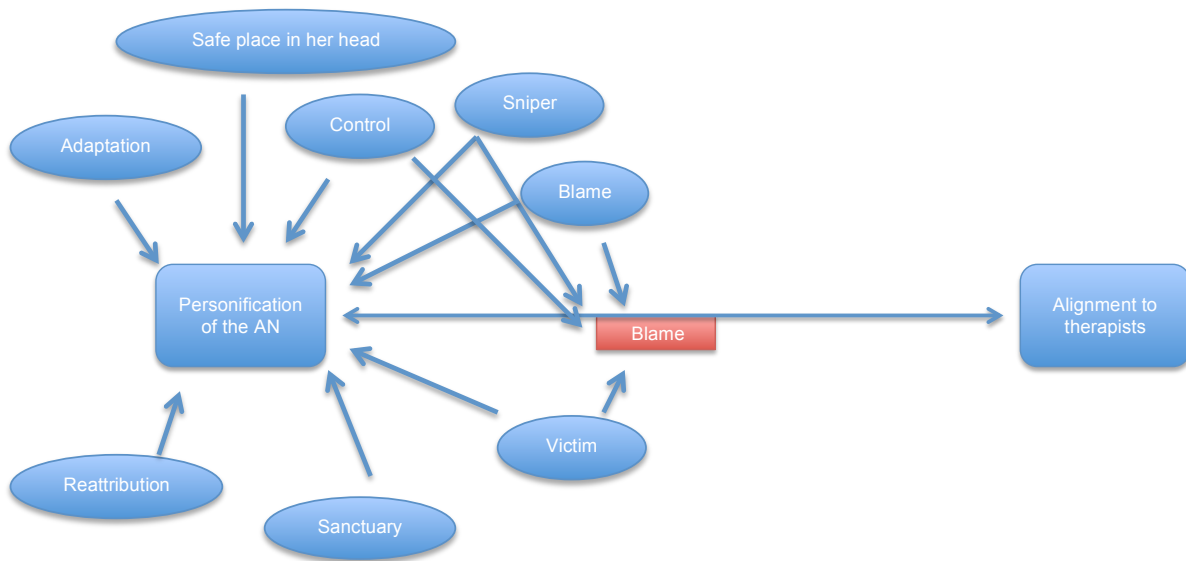 Safe place in her head
Sniper
Control
Adaptation
Blame
Personification
of the AN
Alignment to
therapists
Blame
Victim
Reattribution
Sanctuary